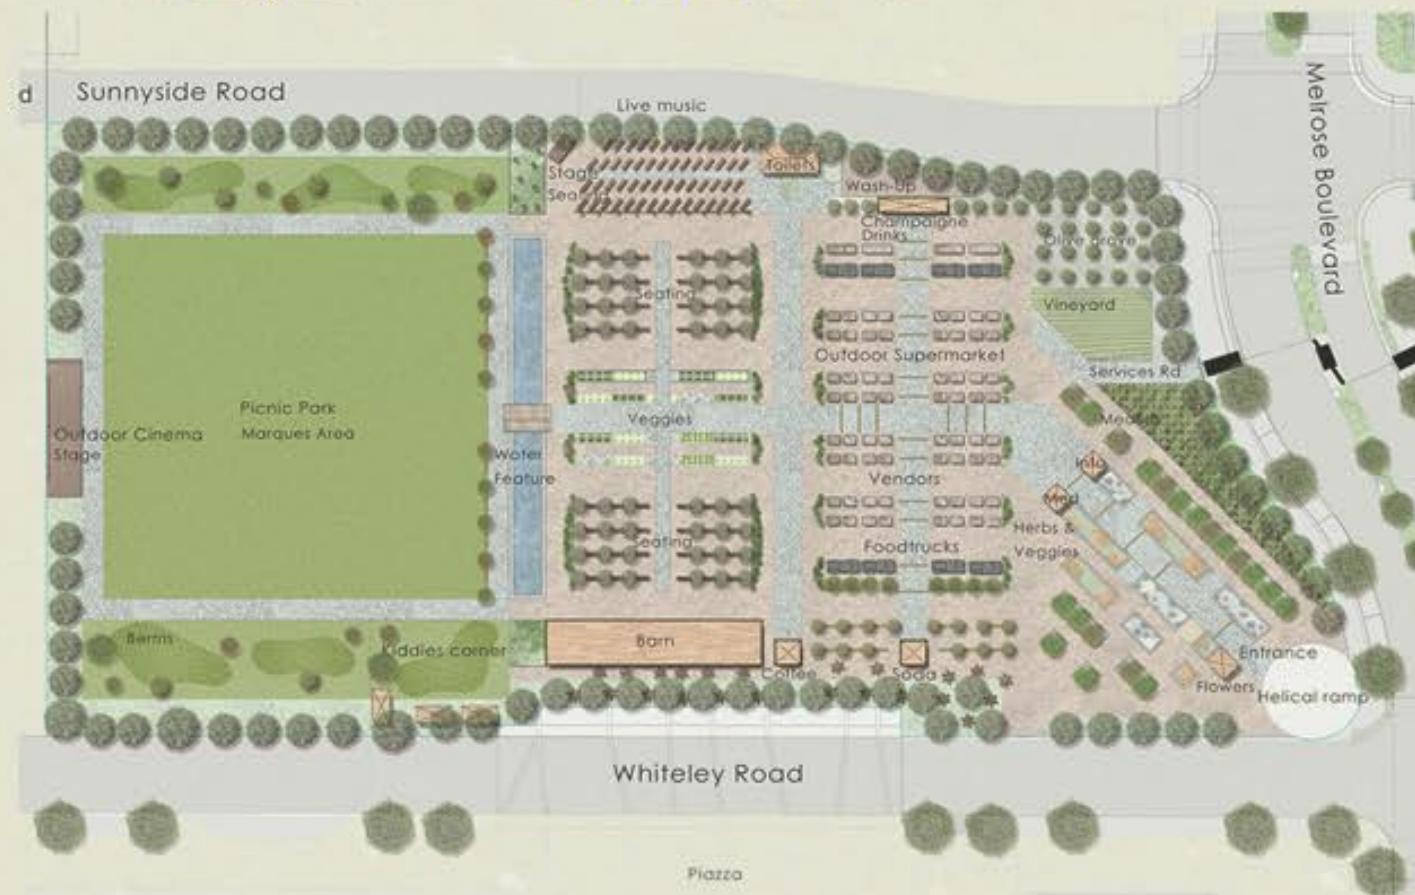 d
Sunnyside Road
Live music
Melrose Boulevard
Toilets
Stage
Wash-Up
Champaigne
Drinks
Olive grove
Seating
Vineyard
Outdoor Supermarket
Services Rd
Picnic Park
Marques Area
Veggies
Outdoor Cinema
Stage
Water
Feature
Info
Vendors
Herbs &
Veggies
Seating
Foodtrucks
Berms
Kiddies corner
Barn
Coffee
Soda
Entrance
Flowers
Helical ramp
Whiteley Road
Piazza